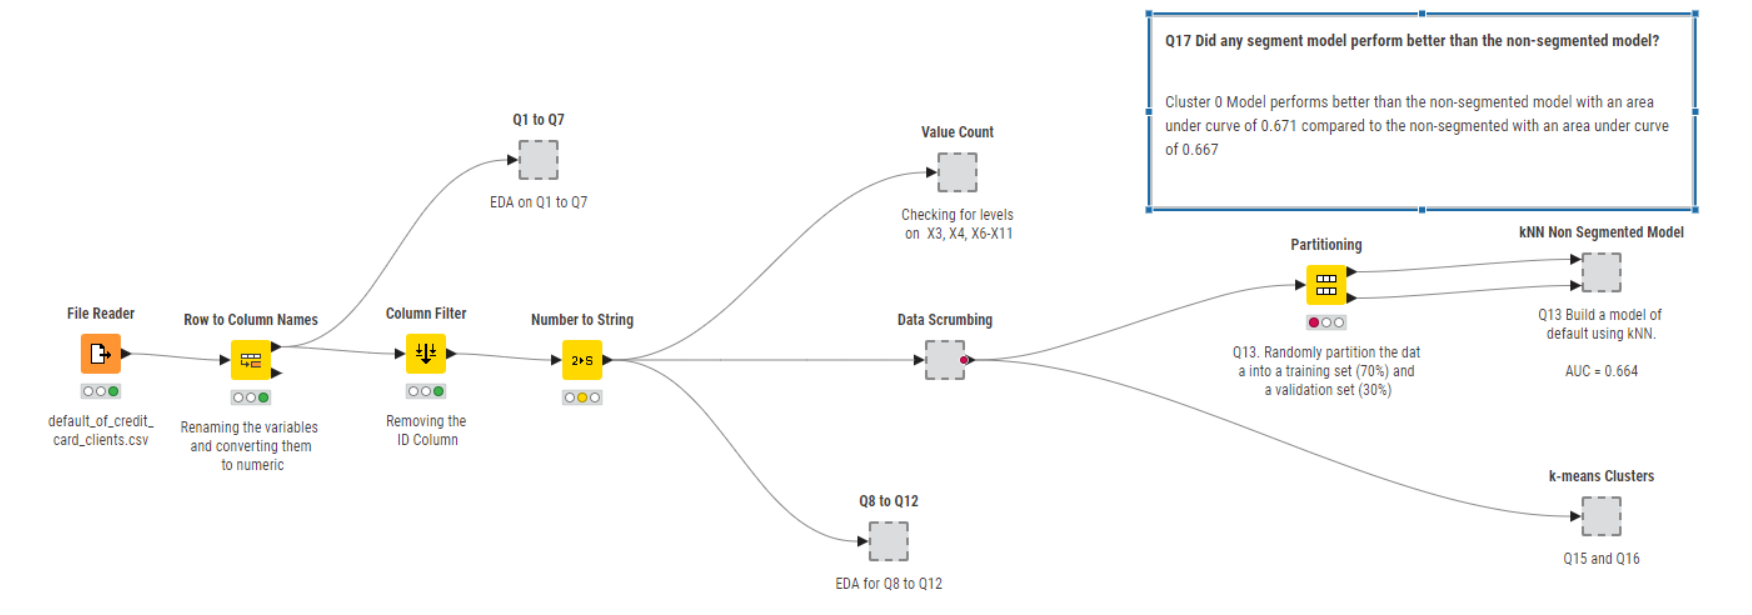 Q17 Did any segment model perform better than the non-segmented model?
Cluster 0 Model performs better than the non-segmented model with an area
under curve of 0.671 compared to the non-segmented with an area under curve
of 0.667
Q1 to Q7
EDA on Q1 to Q7
Value Count
Checking for levels
on X3, X4, X6-X11
File Reader
default_of_credit_
card_clients.csv
Row to Column Names
Renaming the variables
and converting them
to numeric
Column Filter
Removing the
ID Column
Number to String
2▸S
Data Scrumbing
Partitioning
Q13. Randomly partition the dat
a into a training set (70%) and
a validation set (30%)
kNN Non Segmented Model
Q13 Build a model of
default using kNN.
AUC = 0.664
Q8 to Q12
EDA for Q8 to Q12
k-means Clusters
Q15 and Q16